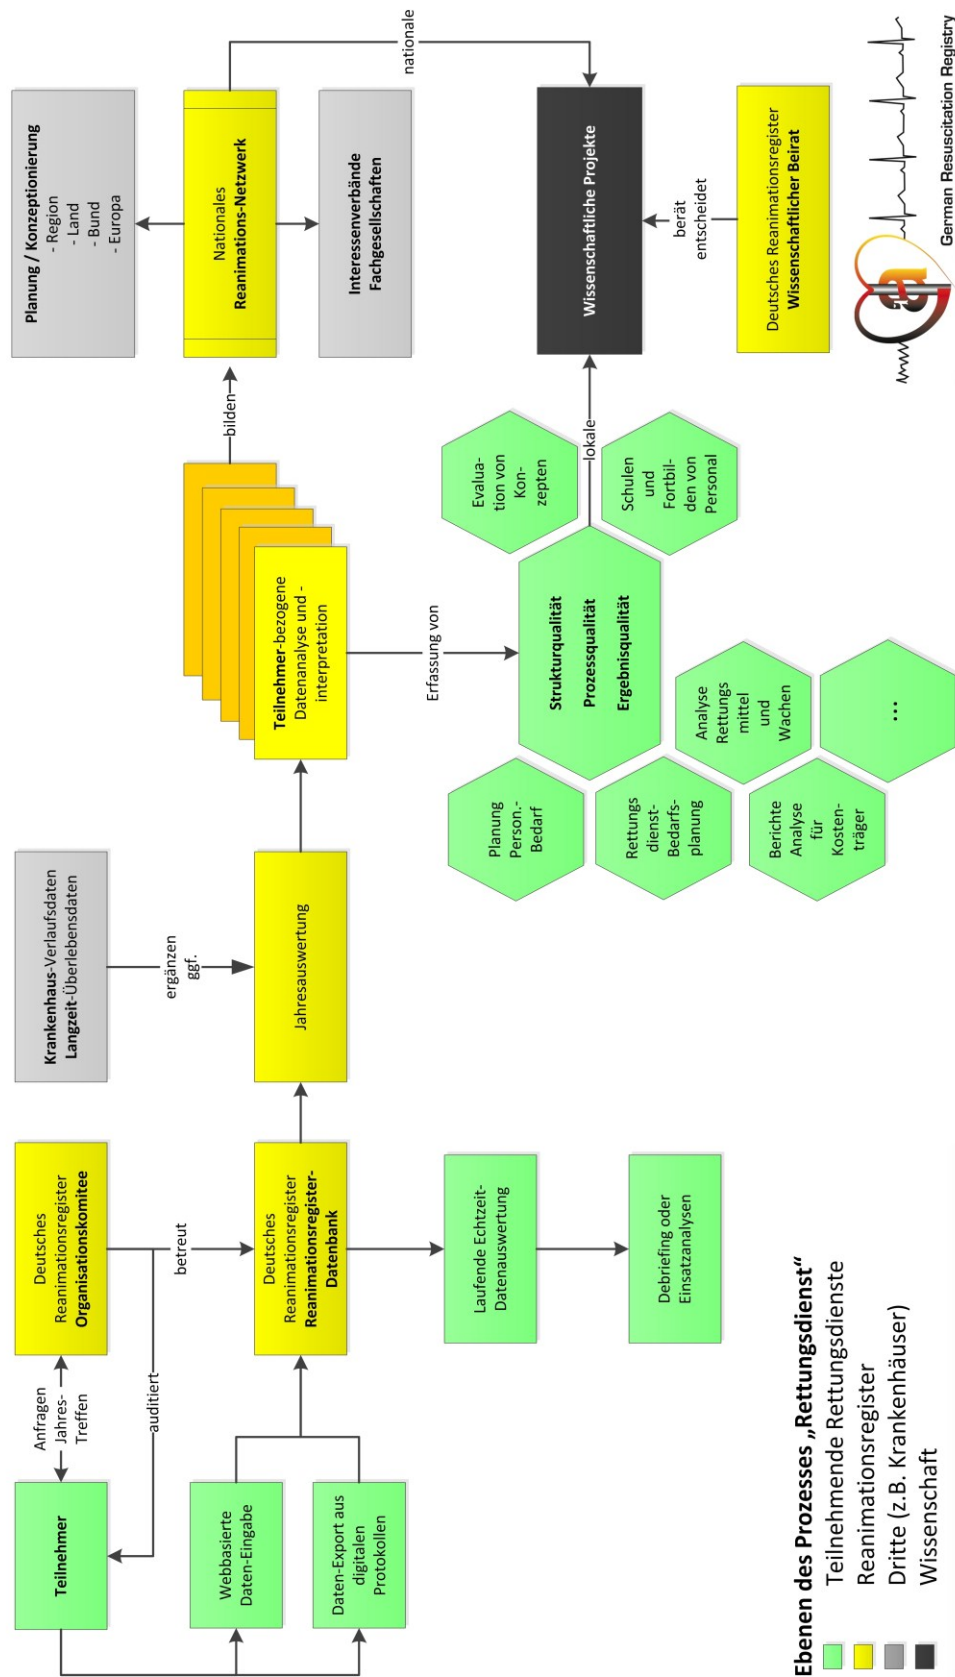 Teilnehmer
Anfragen
Jahres-
Treffen
auditiert
Deutsches
Reanimationsregister
Organisationskomitee
betreut
Webbasierte
Daten-Eingabe
Daten-Export aus
digitalen
Protokollen
Deutsches
Reanimationsregister
Reanimationsregister-
Datenbank
Laufende Echtzeit-
Datenauswertung
Debriefing oder
Einsatzanalysen
Krankenhaus-Verlaufsdaten
Langzeit-Überlebensdaten
ergänzen
ggf.
Jahresauswertung
Teilnehmer-bezogene
Datenanalyse und -
interpretation
bilden
Erfassung von
Planung / Konzeptionierung
- Region
- Land
- Bund
- Europa
Nationales
Reanimations-Netzwerk
Interessenverbände
Fachgesellschaften
nationale
Strukturqualität
Prozessqualität
Ergebnisqualität
Planung
Person.-
Bedarf
Rettungs
dienst-
Bedarfs-
planung
Berichte
Analyse
für
Kosten-
träger
Analyse
Rettungs
mittel
und
Wachen
...
Evalua-
tion von
Kon-
zepten
Schulen
und
Fortbil-
den von
Personal
lokale
Wissenschaftliche Projekte
berät
entscheidet
Deutsches Reanimationsregister
Wissenschaftlicher Beirat
Ebenen des Prozesses „Rettungsdienst“
Teilnehmende Rettungsdienste
Reanimationsregister
Dritte (z.B. Krankenhäuser)
Wissenschaft
German Resuscitation Registry